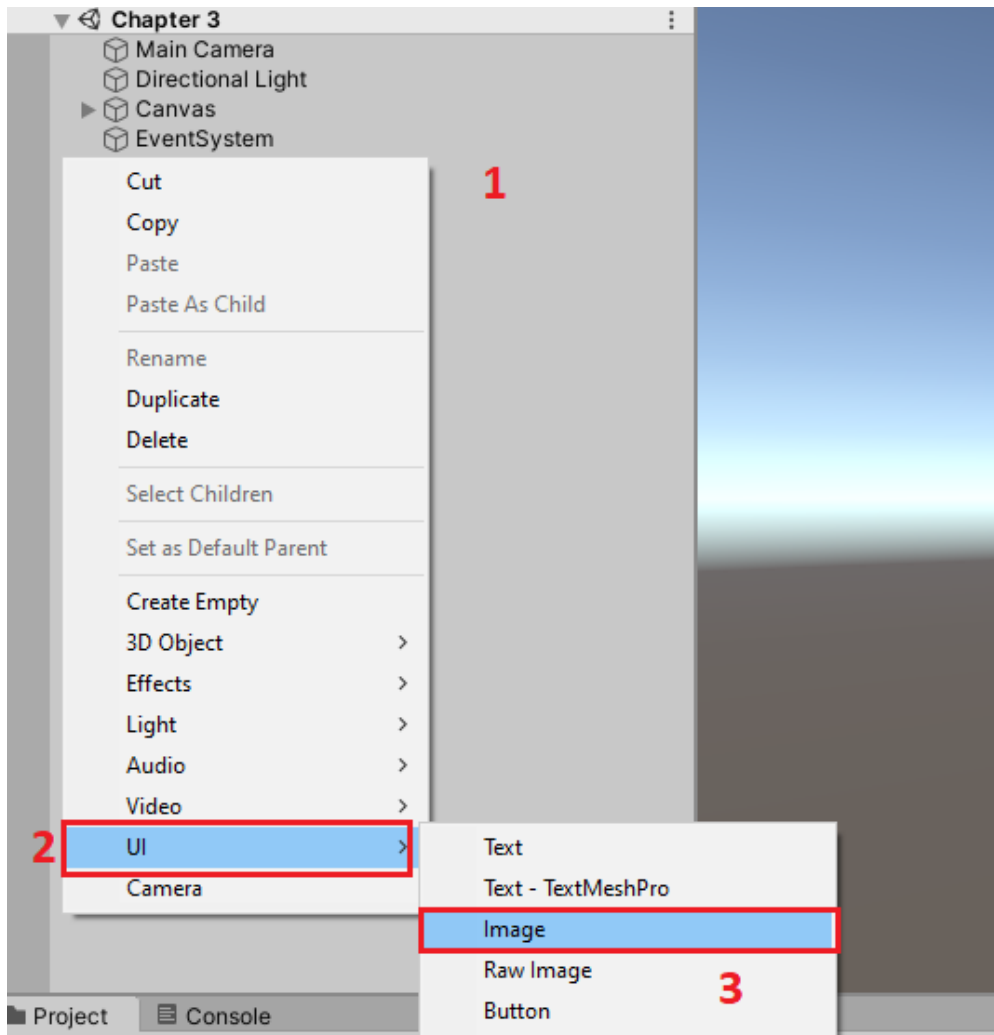 Chapter 3
Main Camera
Directional Light
Canvas
EventSystem
1
Cut
Copy
Paste
Paste As Child
Rename
Duplicate
Delete
Select Children
Set as Default Parent
Create Empty
3D Object
Effects
Light
Audio
Video
2
UI
Camera
Text
Text - TextMeshPro
Image
Raw Image
3
Button
Project
Console